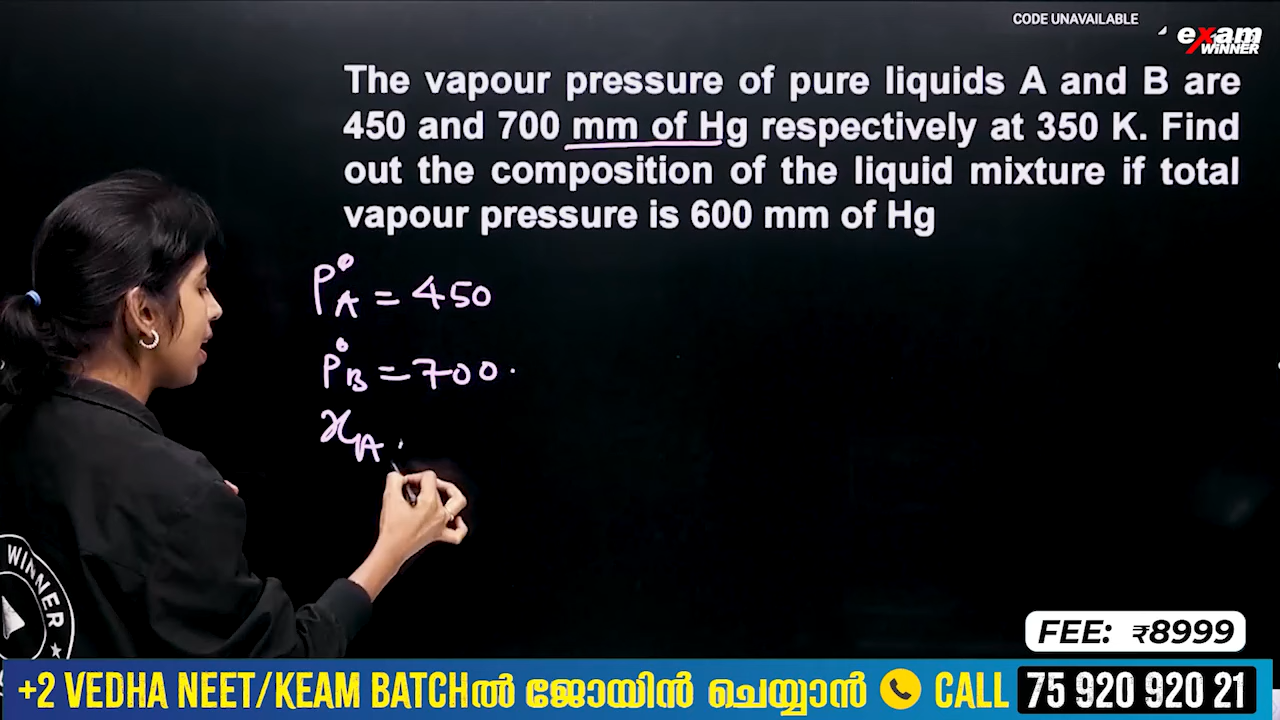 CODE UNAVAILABLE
exam
WINNER
The vapour pressure of pure liquids A and B are
450 and 700 mm of Hg respectively at 350 K. Find
out the composition of the liquid mixture if total
vapour pressure is 600 mm of Hg
P°A = 450
P°B = 700.
xA
WINNER
FEE: ₹8999
+2 VEDHA NEET/KEAM BATCHൽ ജോയിൻ ചെയ്യാൻ CALL 75 920 920 21